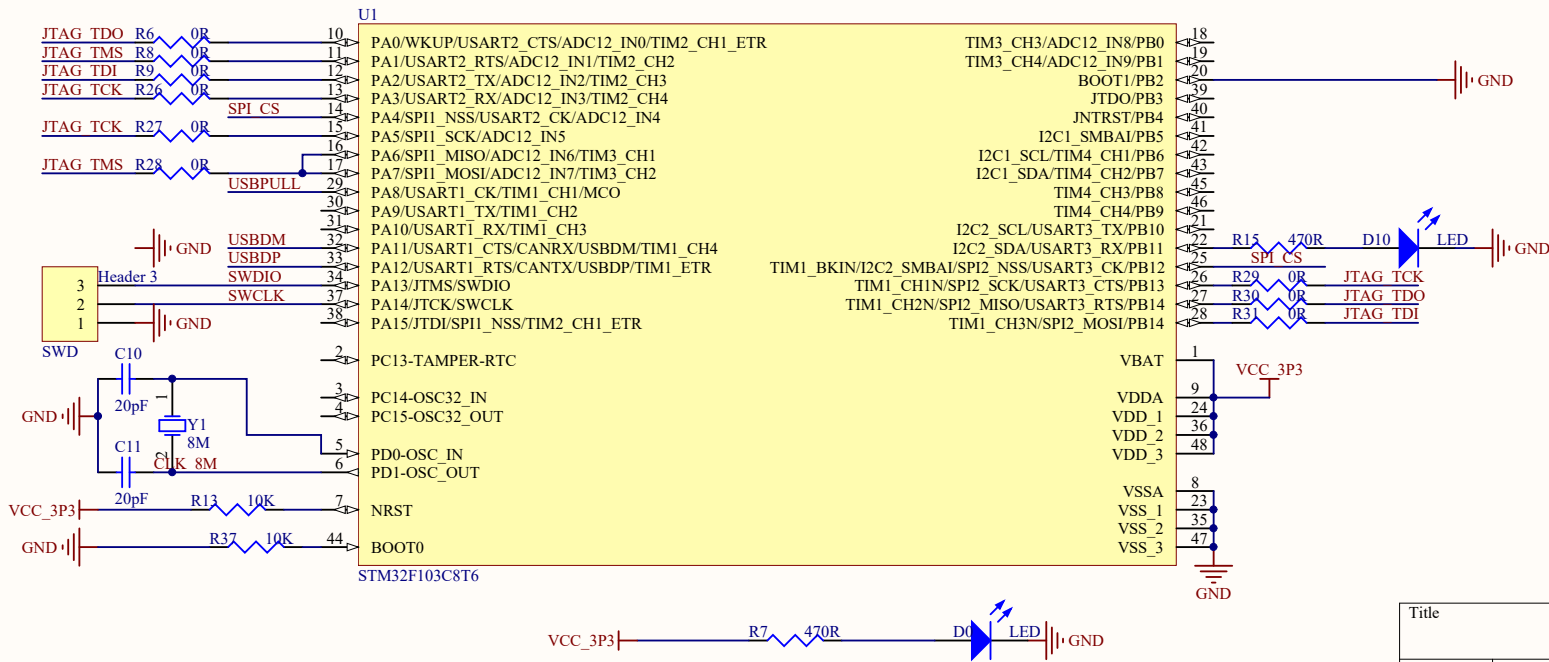 U1
JTAG_TDO R6 0R 10 PA0/WKUP/USART2_CTS/ADC12_IN0/TIM2_CH1_ETR TIM3_CH3/ADC12_IN8/PB0 18
JTAG_TMS R8 0R 11 PA1/USART2_RTS/ADC12_IN1/TIM2_CH2 TIM3_CH4/ADC12_IN9/PB1 19
JTAG_TDI R9 0R 12 PA2/USART2_TX/ADC12_IN2/TIM2_CH3 BOOT1/PB2 20 GND
JTAG_TCK R26 0R 13 PA3/USART2_RX/ADC12_IN3/TIM2_CH4 JTDO/PB3 39
SPI_CS 14 PA4/SPI1_NSS/USART2_CK/ADC12_IN4 JNTRST/PB4 40
JTAG_TCK R27 0R 15 PA5/SPI1_SCK/ADC12_IN5 I2C1_SMBAI/PB5 41
16 PA6/SPI1_MISO/ADC12_IN6/TIM3_CH1 I2C1_SCL/TIM4_CH1/PB6 42
JTAG_TMS R28 0R 17 PA7/SPI1_MOSI/ADC12_IN7/TIM3_CH2 I2C1_SDA/TIM4_CH2/PB7 43
USBPULL 29 PA8/USART1_CK/TIM1_CH1/MCO TIM4_CH3/PB8 45
30 PA9/USART1_TX/TIM1_CH2 TIM4_CH4/PB9 46
31 PA10/USART1_RX/TIM1_CH3 I2C2_SCL/USART3_TX/PB10 21
GND USBDM 32 PA11/USART1_CTS/CANRX/USBDM/TIM1_CH4 I2C2_SDA/USART3_RX/PB11 22 R15 470R D10 LED GND
USBDP 33 PA12/USART1_RTS/CANTX/USBDP/TIM1_ETR TIM1_BKIN/I2C2_SMBAI/SPI2_NSS/USART3_CK/PB12 25 SPI_CS
3 Header 3 SWDIO 34 PA13/JTMS/SWDIO TIM1_CH1N/SPI2_SCK/USART3_CTS/PB13 26 R29 0R JTAG_TCK
2 SWCLK 37 PA14/JTCK/SWCLK TIM1_CH2N/SPI2_MISO/USART3_RTS/PB14 27 R30 0R JTAG_TDO
1 GND 38 PA15/JTDI/SPI1_NSS/TIM2_CH1_ETR TIM1_CH3N/SPI2_MOSI/PB14 28 R31 0R JTAG_TDI
SWD
C10 2 PC13-TAMPER-RTC VBAT 1
VCC_3P3
20pF 1 3 PC14-OSC32_IN VDDA 9
GND Y1 4 PC15-OSC32_OUT VDD_1 24
8M VDD_2 36
C11 2 5 PD0-OSC_IN VDD_3 48
CLK_8M 6 PD1-OSC_OUT
20pF VSSA 8
VCC_3P3 R13 10K 7 NRST VSS_1 23
VSS_2 35
GND R37 10K 44 BOOT0 VSS_3 47
STM32F103C8T6
GND
Title
VCC_3P3 R7 470R D0 LED GND